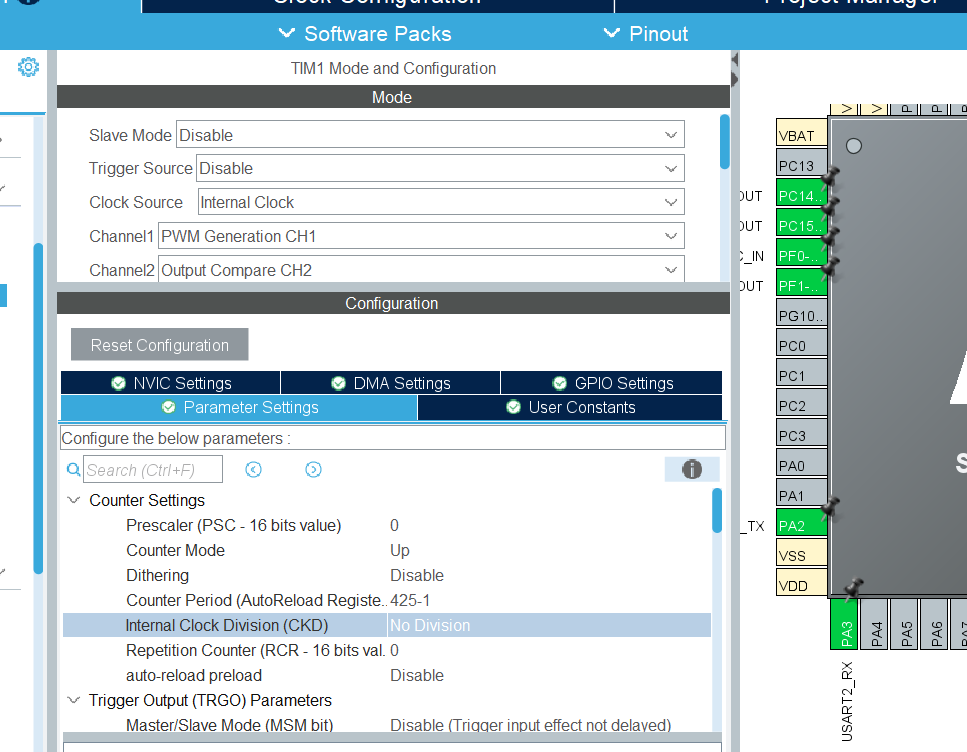 Clock Configuration
Project Manager
Software Packs
Pinout
TIM1 Mode and Configuration
Mode
Slave Mode Disable
Trigger Source Disable
Clock Source Internal Clock
Channel1 PWM Generation CH1
Channel2 Output Compare CH2
Configuration
Reset Configuration
NVIC Settings
DMA Settings
GPIO Settings
Parameter Settings
User Constants
Configure the below parameters :
Search (Ctrl+F)
Counter Settings
Prescaler (PSC - 16 bits value) 0
Counter Mode Up
Dithering Disable
Counter Period (AutoReload Registe.. 425-1
Internal Clock Division (CKD) No Division
Repetition Counter (RCR - 16 bits val. 0
auto-reload preload Disable
Trigger Output (TRGO) Parameters
Master/Slave Mode (MSM bit) Disable (Trigger input effect not delayed)
VBAT
PC13
OUT PC14..
OUT PC15..
C_IN PF0-..
OUT PF1-..
PG10..
PC0
PC1
PC2
PC3
PA0
PA1
_TX PA2
VSS
VDD
PA3
PA4
PA5
PA6
PA7
USART2_RX